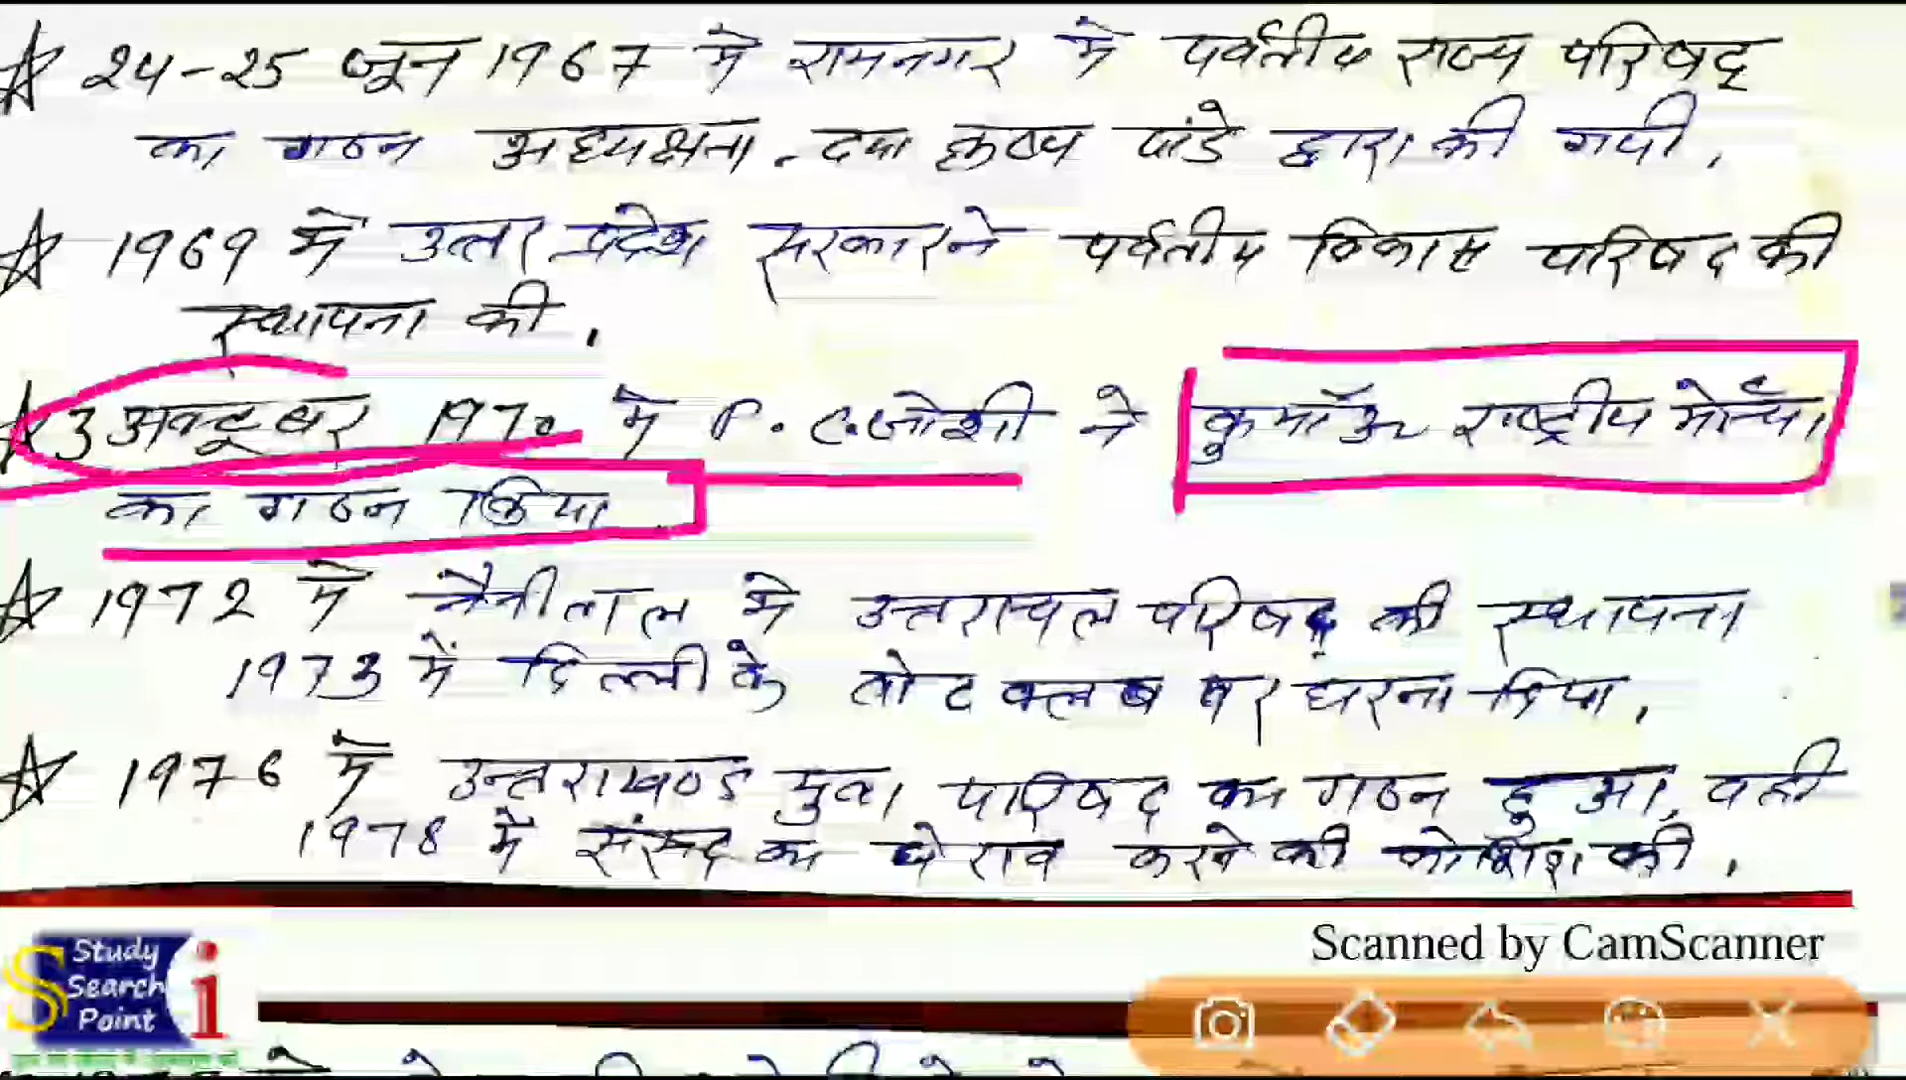 24-25 जून 1967 में रामनगर में पर्वतीय राज्य परिषद्
का गठन अध्यक्षता - दया कृष्ण पांडे द्वारा की गयी.
1969 में उत्तर प्रदेश सरकार ने पर्वतीय विकास परिषद की
स्थापना की.
3 अक्टूबर 1970 में P.C.जोशी ने कुमाँऊ राष्ट्रीय मोर्चा
का गठन किया
1972 में नैनीताल में उत्तरांचल परिषद् की स्थापना
1973 में दिल्ली के वोट क्लब पर धरना दिया.
1976 में उत्तराखण्ड युवा परिषद का गठन हुआ,
1978 में संसद का घेराव करने की कोशिश की.
Scanned by CamScanner
Study
Search
Point